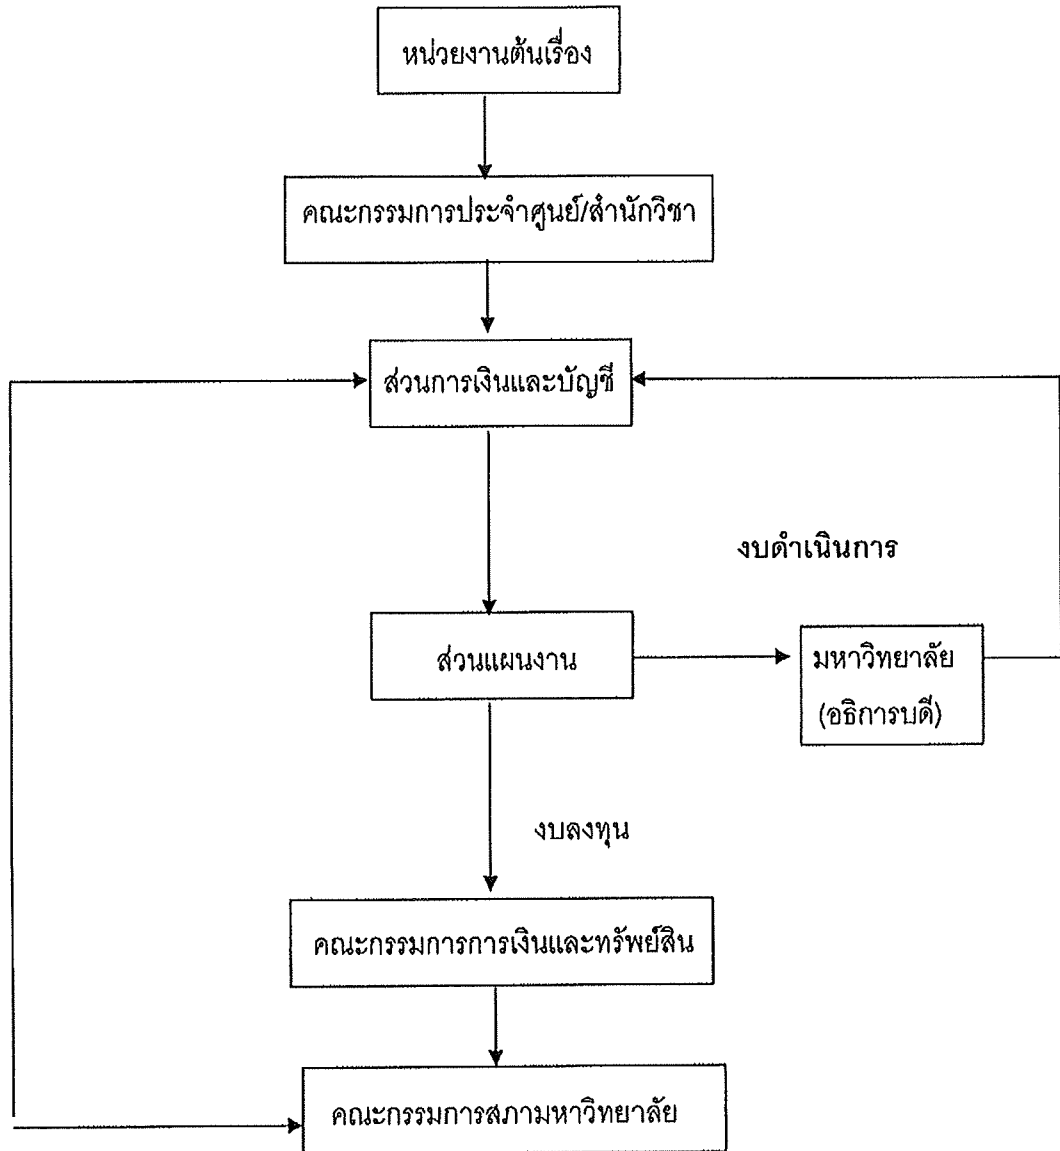 หน่วยงานต้นเรื่อง
คณะกรรมการประจำศูนย์/สำนักวิชา
ส่วนการเงินและบัญชี
งบดำเนินการ
ส่วนแผนงาน
มหาวิทยาลัย
(อธิการบดี)
งบลงทุน
คณะกรรมการการเงินและทรัพย์สิน
คณะกรรมการสภามหาวิทยาลัย